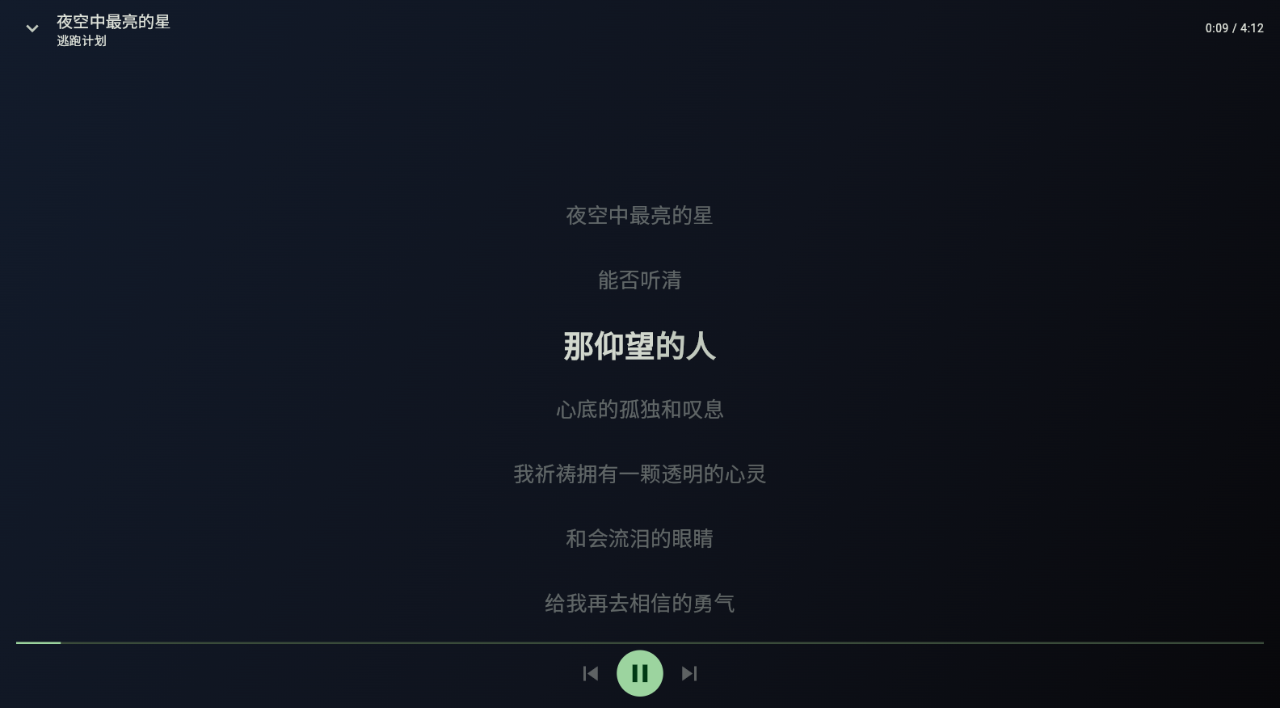 夜空中最亮的星
逃跑计划
0:09 / 4:12
夜空中最亮的星
能否听清
那仰望的人
心底的孤独和叹息
我祈祷拥有一颗透明的心灵
和会流泪的眼睛
给我再去相信的勇气